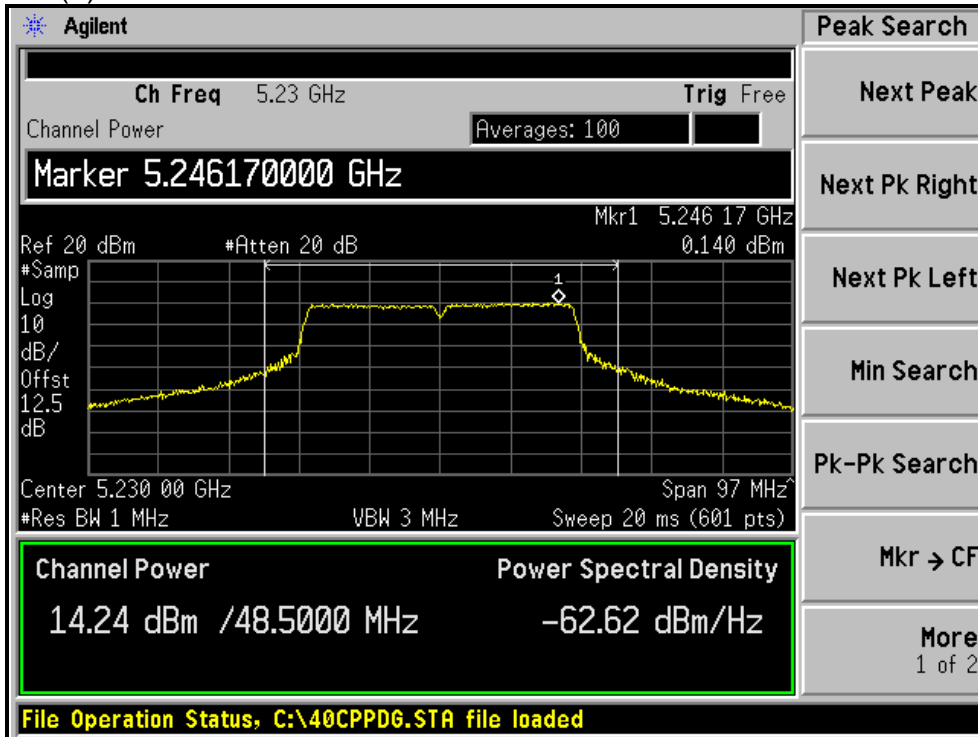 Agilent
Peak Search
Ch Freq 5.23 GHz Trig Free
Channel Power Averages: 100
Marker 5.246170000 GHz
Mkr1 5.246 17 GHz
Ref 20 dBm #Atten 20 dB 0.140 dBm
#Samp
Log
10
dB/
Offst
12.5
dB
1
Center 5.230 00 GHz Span 97 MHz^
#Res BW 1 MHz VBW 3 MHz Sweep 20 ms (601 pts)
Channel Power Power Spectral Density
14.24 dBm /48.5000 MHz -62.62 dBm/Hz
File Operation Status, C:\40CPPDG.STA file loaded
Next Peak
Next Pk Right
Next Pk Left
Min Search
Pk-Pk Search
Mkr → CF
More
1 of 2